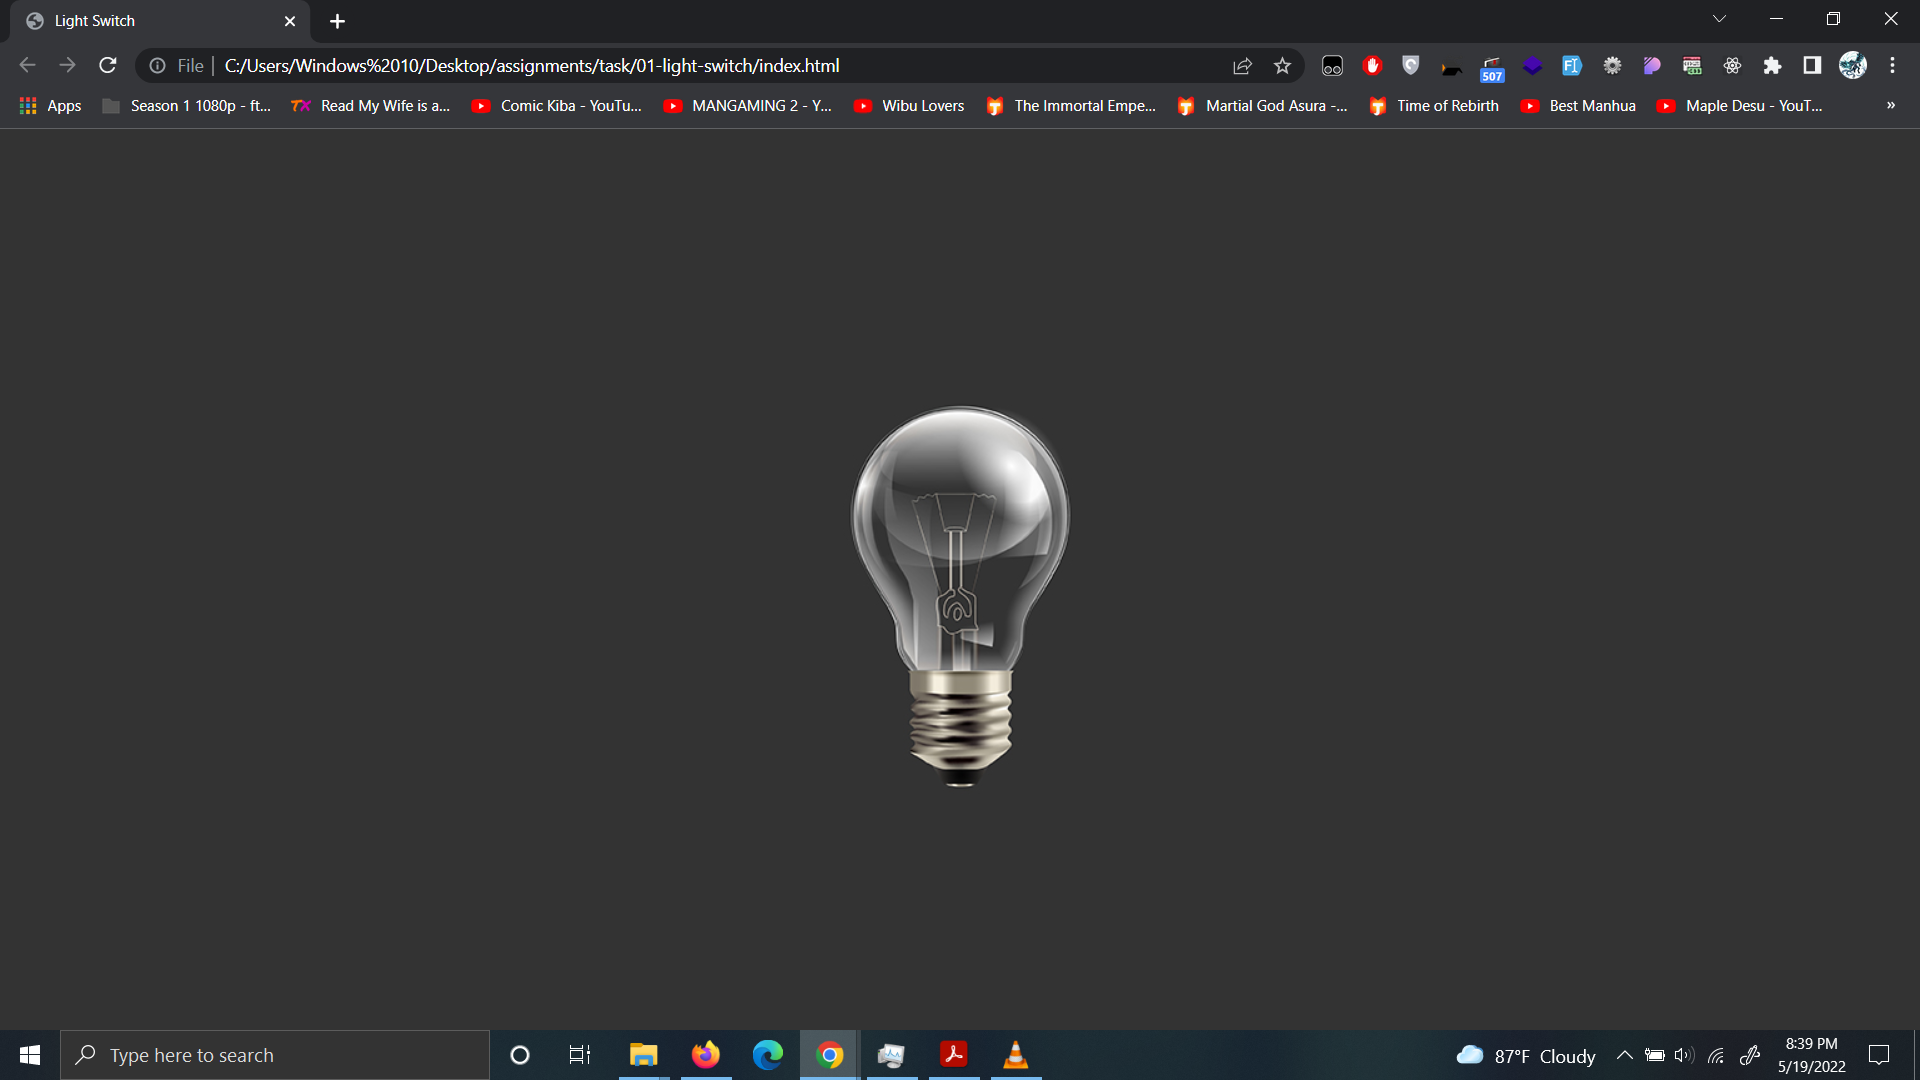 Light Switch
File C:/Users/Windows%2010/Desktop/assignments/task/01-light-switch/index.html
507
Apps Season 1 1080p - ft... Read My Wife is a... Comic Kiba - YouTu... MANGAMING 2 - Y... Wibu Lovers The Immortal Empe... Martial God Asura -... Time of Rebirth Best Manhua Maple Desu - YouT... »
Type here to search
87°F Cloudy
8:39 PM
5/19/2022